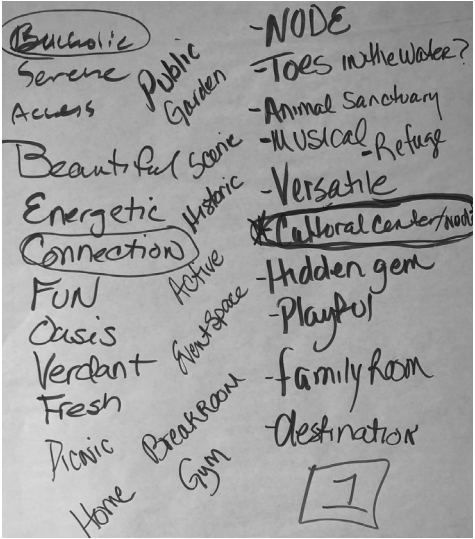 Bucholic
Serene
Access
Beautiful
Energetic
Connection
FUN
Oasis
Verdant
Fresh
Picnic
Home
Public
Garden
Scenic
Historic
Active
Event Space
BreakRoom
Gym
-NODE
-Toes in the water?
-Animal Sanctuary
-MUSICAL
-Refuge
-Versatile
*Cultoral Center/Node
-Hidden gem
-Playful
-family Room
-destination
1